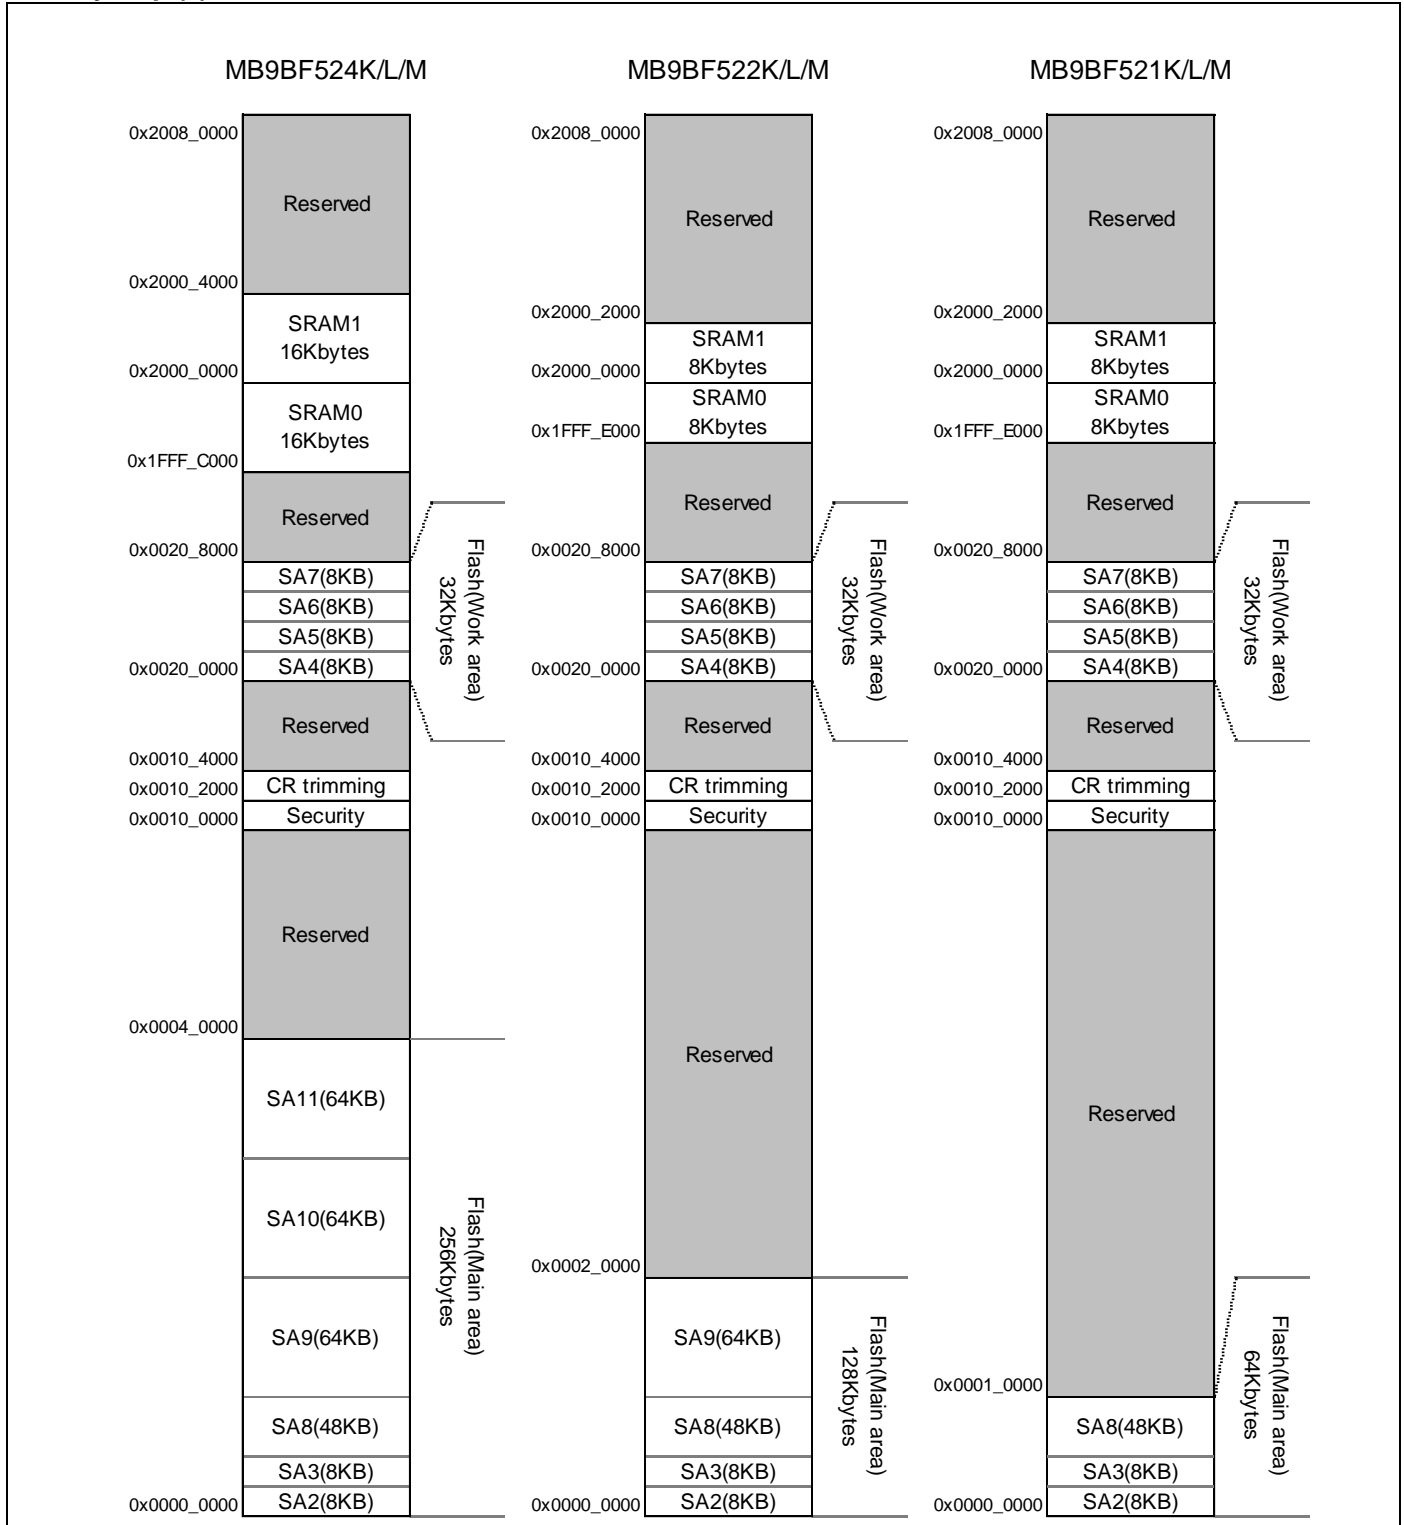 MB9BF524K/L/M
0x2008_0000
Reserved
0x2000_4000
SRAM1
16Kbytes
0x2000_0000
SRAM0
16Kbytes
0x1FFF_C000
Reserved
0x0020_8000
SA7(8KB)
SA6(8KB)
SA5(8KB)
SA4(8KB)
0x0020_0000
Flash(Work area)
32Kbytes
Reserved
0x0010_4000
CR trimming
0x0010_2000
Security
0x0010_0000
Reserved
0x0004_0000
SA11(64KB)
SA10(64KB)
SA9(64KB)
SA8(48KB)
SA3(8KB)
SA2(8KB)
0x0000_0000
Flash(Main area)
256Kbytes
MB9BF522K/L/M
0x2008_0000
Reserved
0x2000_2000
SRAM1
8Kbytes
0x2000_0000
SRAM0
8Kbytes
0x1FFF_E000
Reserved
0x0020_8000
SA7(8KB)
SA6(8KB)
SA5(8KB)
SA4(8KB)
0x0020_0000
Flash(Work area)
32Kbytes
Reserved
0x0010_4000
CR trimming
0x0010_2000
Security
0x0010_0000
Reserved
0x0002_0000
SA9(64KB)
SA8(48KB)
SA3(8KB)
SA2(8KB)
0x0000_0000
Flash(Main area)
128Kbytes
MB9BF521K/L/M
0x2008_0000
Reserved
0x2000_2000
SRAM1
8Kbytes
0x2000_0000
SRAM0
8Kbytes
0x1FFF_E000
Reserved
0x0020_8000
SA7(8KB)
SA6(8KB)
SA5(8KB)
SA4(8KB)
0x0020_0000
Flash(Work area)
32Kbytes
Reserved
0x0010_4000
CR trimming
0x0010_2000
Security
0x0010_0000
Reserved
0x0001_0000
SA8(48KB)
SA3(8KB)
SA2(8KB)
0x0000_0000
Flash(Main area)
64Kbytes